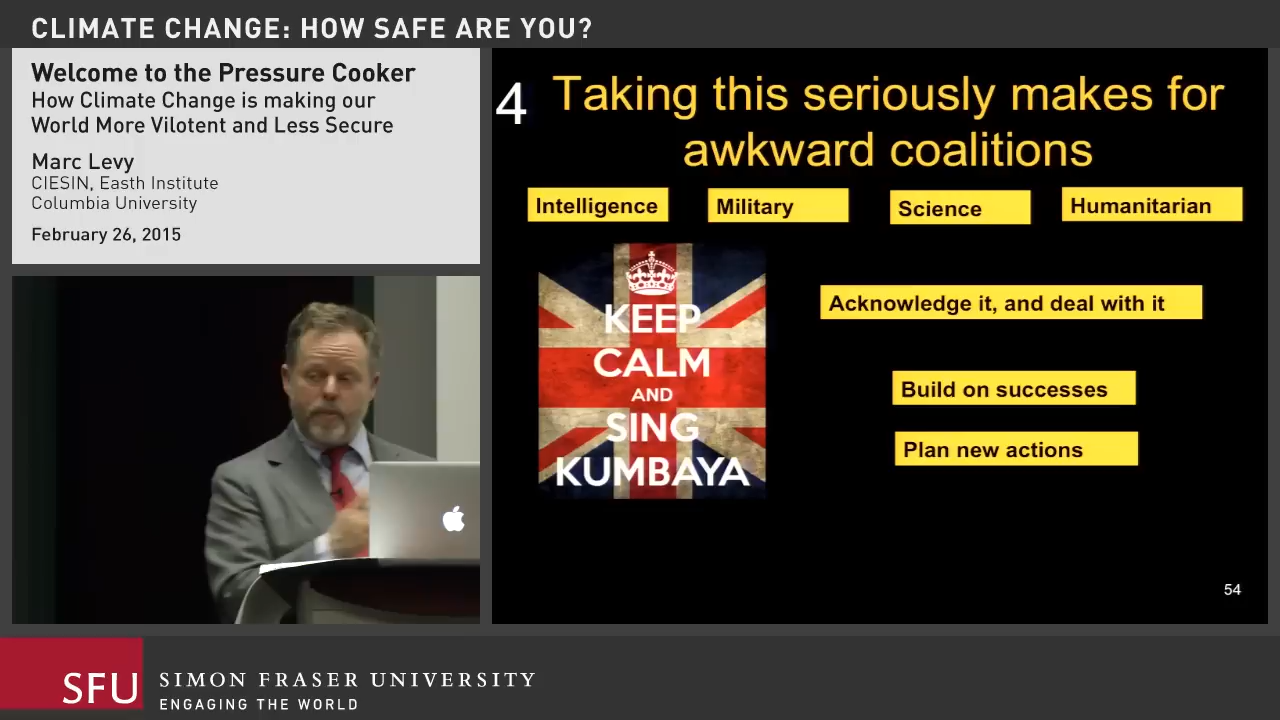 CLIMATE CHANGE: HOW SAFE ARE YOU?
Welcome to the Pressure Cooker
How Climate Change is making our
World More Vilotent and Less Secure
Marc Levy
CIESIN, Easth Institute
Columbia University
February 26, 2015
4
Taking this seriously makes for
awkward coalitions
Intelligence
Military
Science
Humanitarian
KEEP
CALM
AND
SING
KUMBAYA
Acknowledge it, and deal with it
Build on successes
Plan new actions
54
SFU
SIMON FRASER UNIVERSITY
ENGAGING THE WORLD